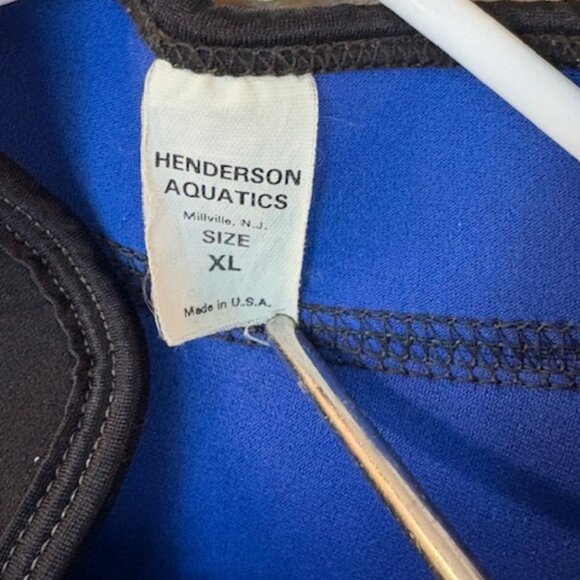 HENDERSON
AQUATICS
Millville, N.J.
SIZE
XL
Made in U.S.A.